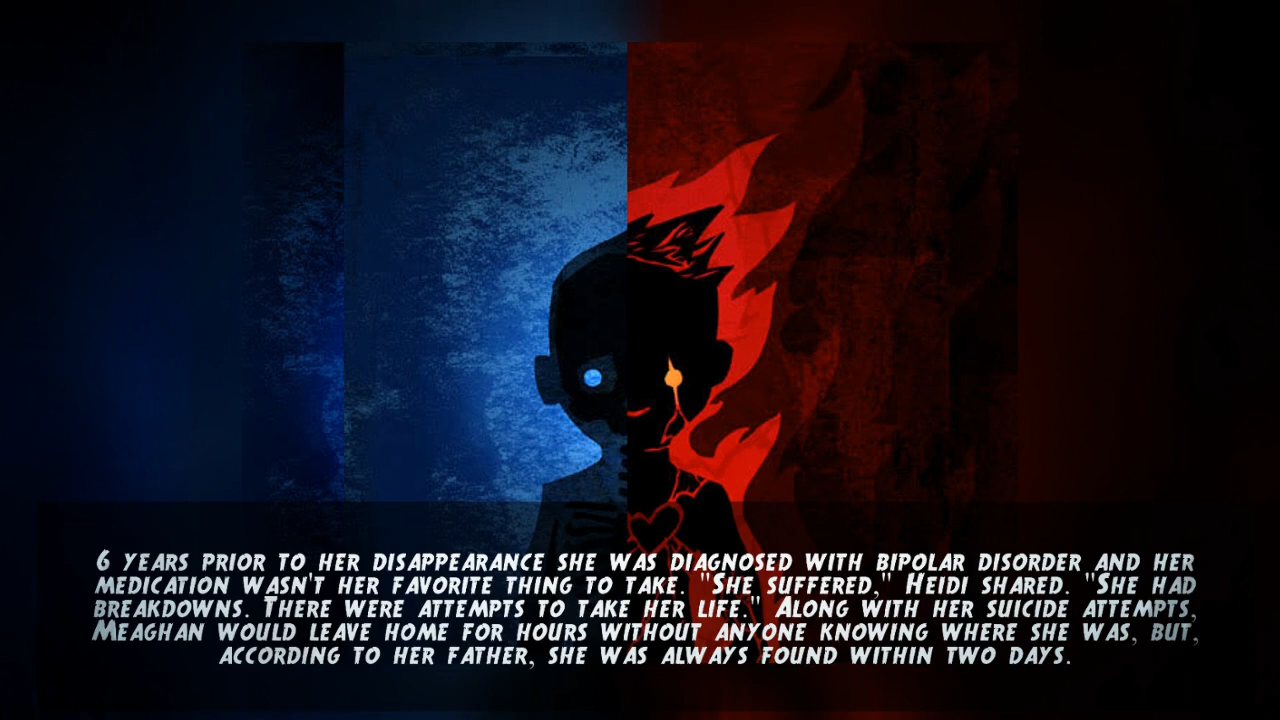 6 years prior to her disappearance she was diagnosed with bipolar disorder and her
medication wasn't her favorite thing to take. "She suffered," Heidi shared. "She had
breakdowns. There were attempts to take her life." Along with her suicide attempts,
Meaghan would leave home for hours without anyone knowing where she was, but,
according to her father, she was always found within two days.